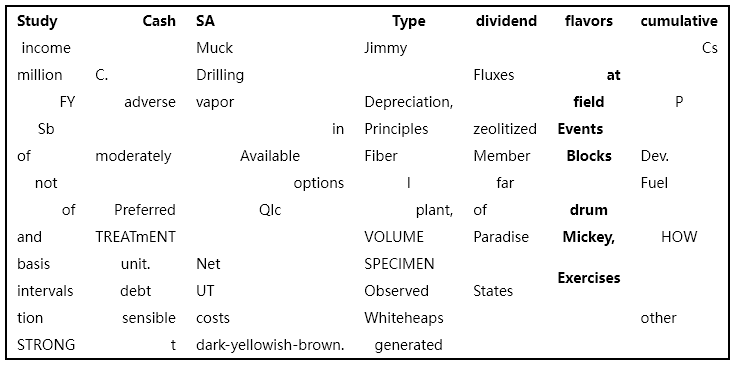 Study Cash SA Type dividend flavors cumulative
income Muck Jimmy Cs
million C. Drilling Fluxes at
FY adverse vapor Depreciation, field P
Sb in Principles zeolitized Events
of moderately Available Fiber Member Blocks Dev.
not options I far Fuel
of Preferred QIc plant, of drum
and TREATmENT VOLUME Paradise Mickey, HOW
basis unit. Net SPECIMEN
Exercises
intervals debt UT Observed States
tion sensible costs Whiteheaps other
STRONG t dark-yellowish-brown. generated